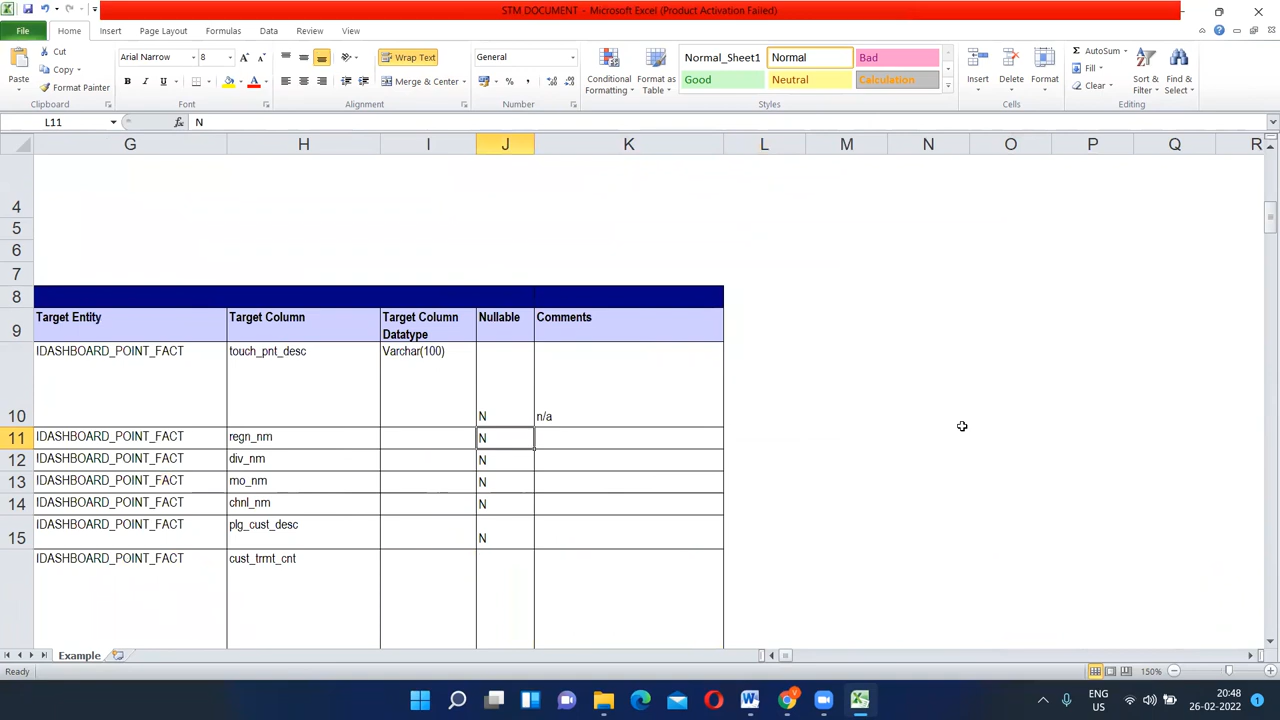 STM DOCUMENT - Microsoft Excel (Product Activation Failed)
File Home Insert Page Layout Formulas Data Review View
Paste
Cut
Copy
Format Painter
Clipboard
Arial Narrow 8
B I U
Font
Wrap Text
Merge & Center
Alignment
General
Number
Conditional Formatting
Format as Table
Normal_Sheet1 Normal Bad
Good Neutral Calculation
Styles
Insert Delete Format
Cells
AutoSum
Fill
Clear
Sort & Filter
Find & Select
Editing
L11 fx N
G H I J K L M N O P Q R
4
5
6
7
8
9 Target Entity Target Column Target Column Datatype Nullable Comments
10 IDASHBOARD_POINT_FACT touch_pnt_desc Varchar(100) N n/a
11 IDASHBOARD_POINT_FACT regn_nm N
12 IDASHBOARD_POINT_FACT div_nm N
13 IDASHBOARD_POINT_FACT mo_nm N
14 IDASHBOARD_POINT_FACT chnl_nm N
15 IDASHBOARD_POINT_FACT plg_cust_desc N
IDASHBOARD_POINT_FACT cust_trmt_cnt
Example
Ready 150%
ENG US
20:48
26-02-2022